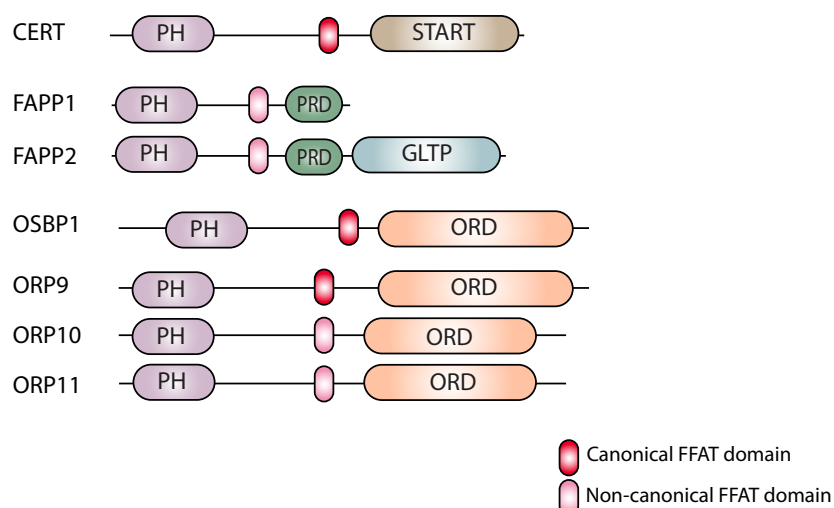 CERT PH START
FAPP1 PH PRD
FAPP2 PH PRD GLTP
OSBP1 PH ORD
ORP9 PH ORD
ORP10 PH ORD
ORP11 PH ORD
Canonical FFAT domain
Non-canonical FFAT domain